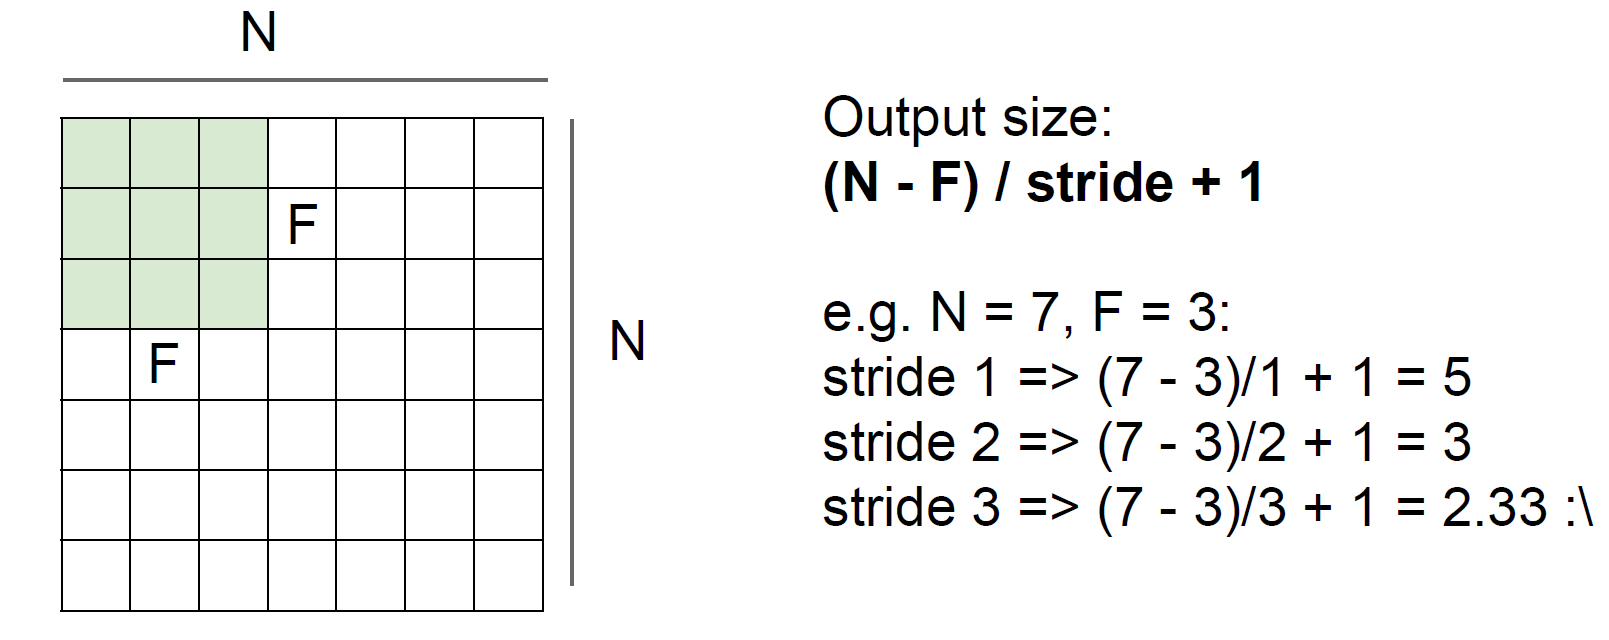 N
F
F
N
Output size:
(N - F) / stride + 1
e.g. N = 7, F = 3:
stride 1 => (7 - 3)/1 + 1 = 5
stride 2 => (7 - 3)/2 + 1 = 3
stride 3 => (7 - 3)/3 + 1 = 2.33 :\